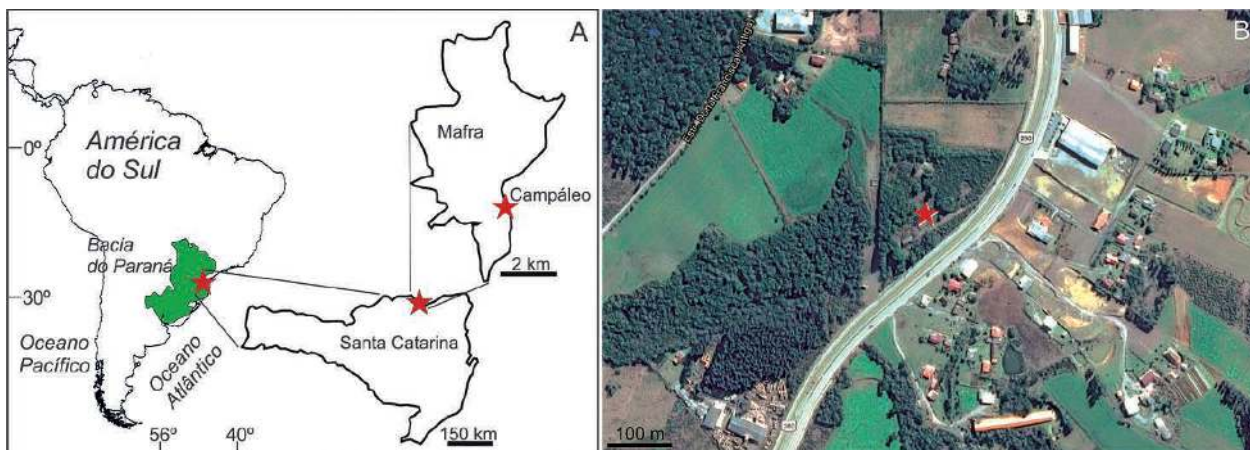 A
América
do Sul
0º
Bacia
do Paraná
30º
Oceano
Pacífico
Oceano
Atlântico
56º
40º
Mafra
Campáleo
2 km
Santa Catarina
150 km
B
280
100 m